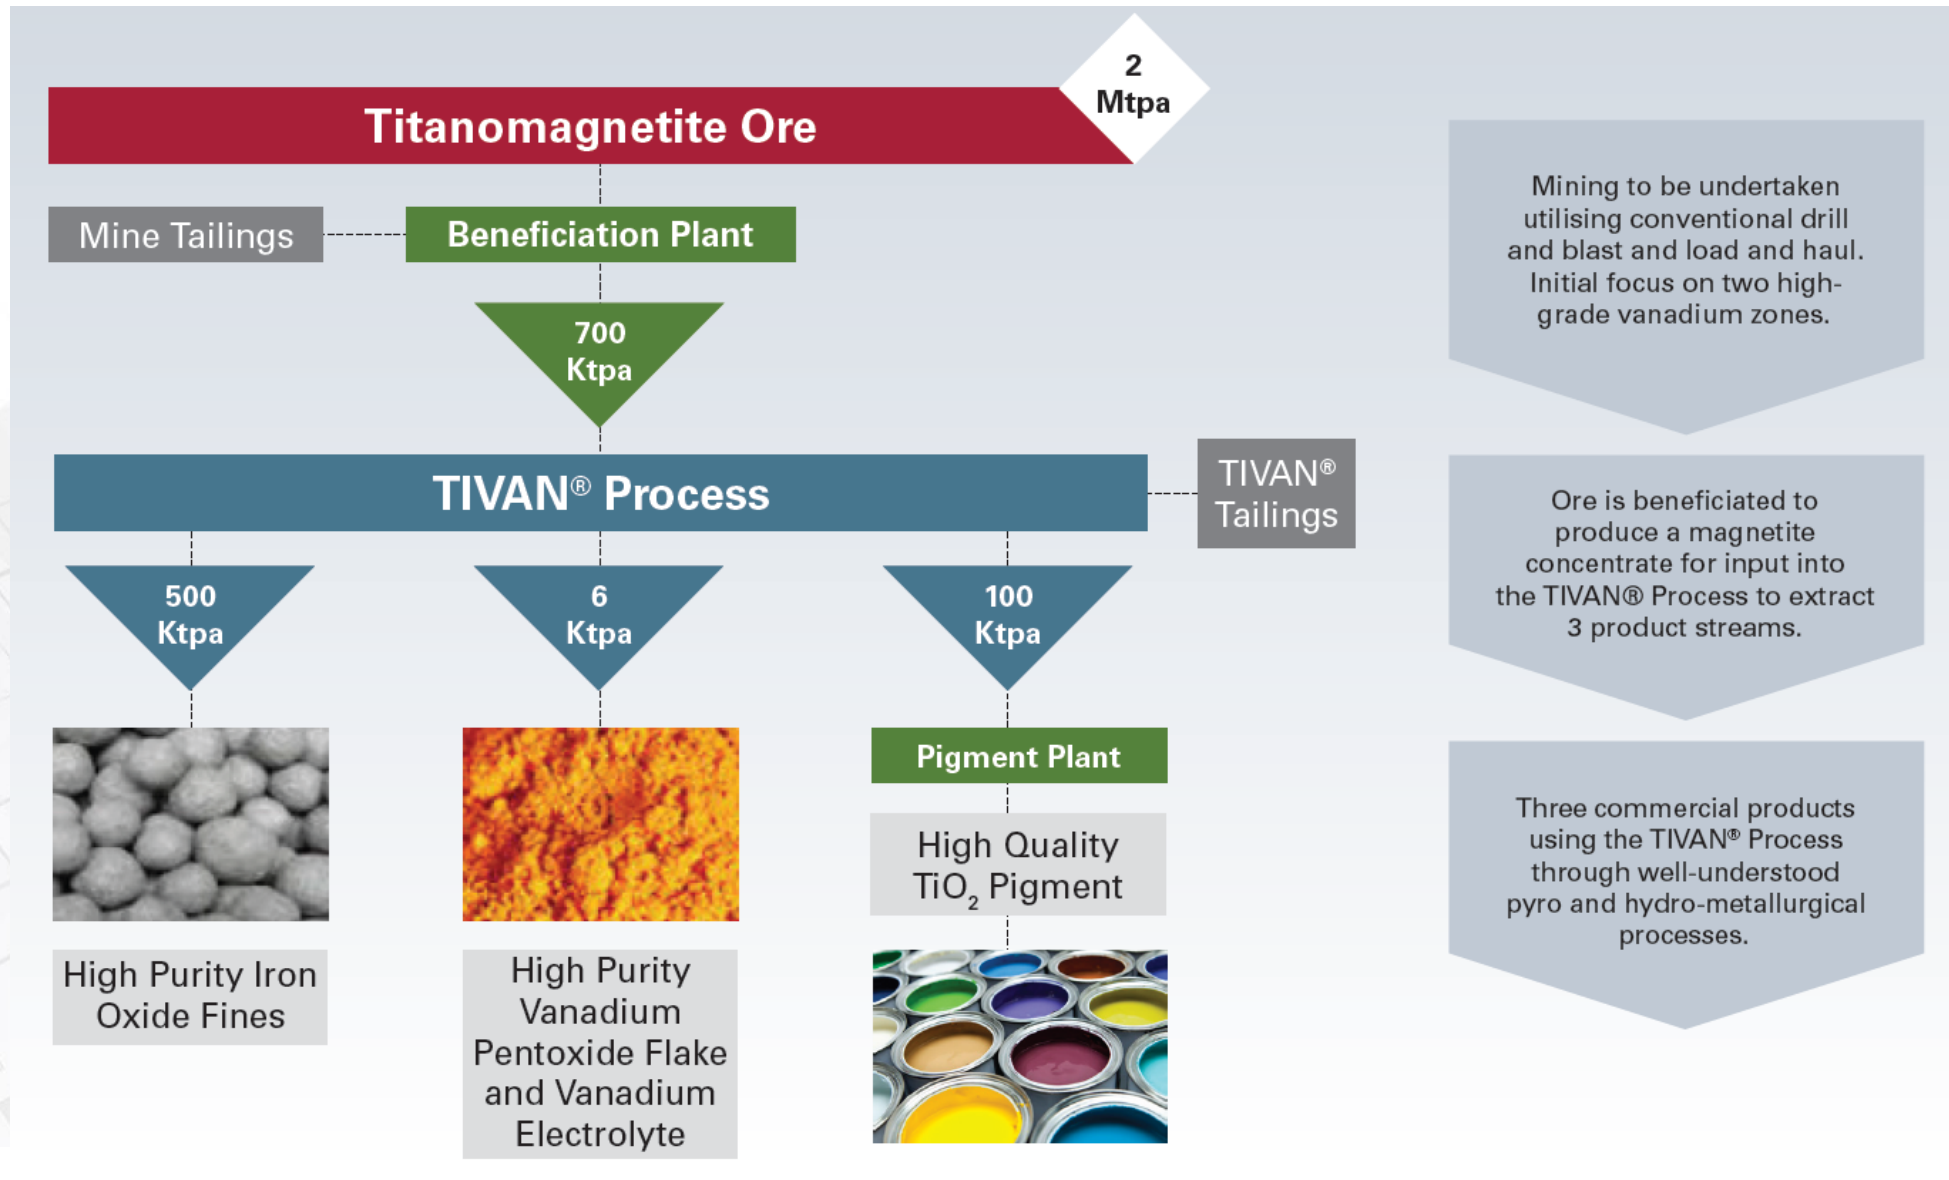 2
Mtpa
Titanomagnetite Ore
Mine Tailings
Beneficiation Plant
700
Ktpa
TIVAN® Process
TIVAN®
Tailings
500
Ktpa
6
Ktpa
100
Ktpa
High Purity Iron
Oxide Fines
High Purity
Vanadium
Pentoxide Flake
and Vanadium
Electrolyte
Pigment Plant
High Quality
TiO₂ Pigment
Mining to be undertaken
utilising conventional drill
and blast and load and haul.
Initial focus on two high-
grade vanadium zones.
Ore is beneficiated to
produce a magnetite
concentrate for input into
the TIVAN® Process to extract
3 product streams.
Three commercial products
using the TIVAN® Process
through well-understood
pyro and hydro-metallurgical
processes.